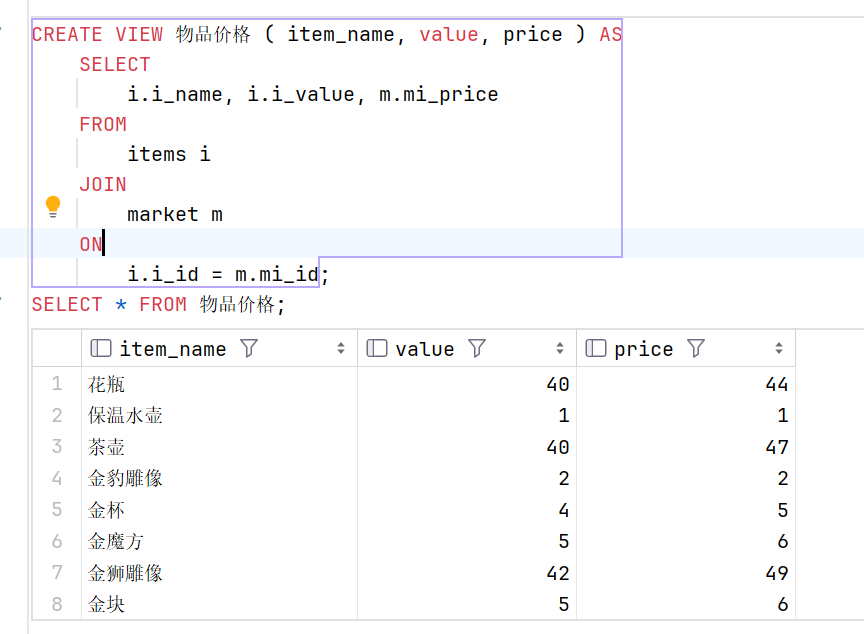 CREATE VIEW 物品价格 ( item_name, value, price ) AS
SELECT
i.i_name, i.i_value, m.mi_price
FROM
items i
JOIN
market m
ON
i.i_id = m.mi_id;
SELECT * FROM 物品价格;
item_name value price
1 花瓶 40 44
2 保温水壶 1 1
3 茶壶 40 47
4 金豹雕像 2 2
5 金杯 4 5
6 金魔方 5 6
7 金狮雕像 42 49
8 金块 5 6